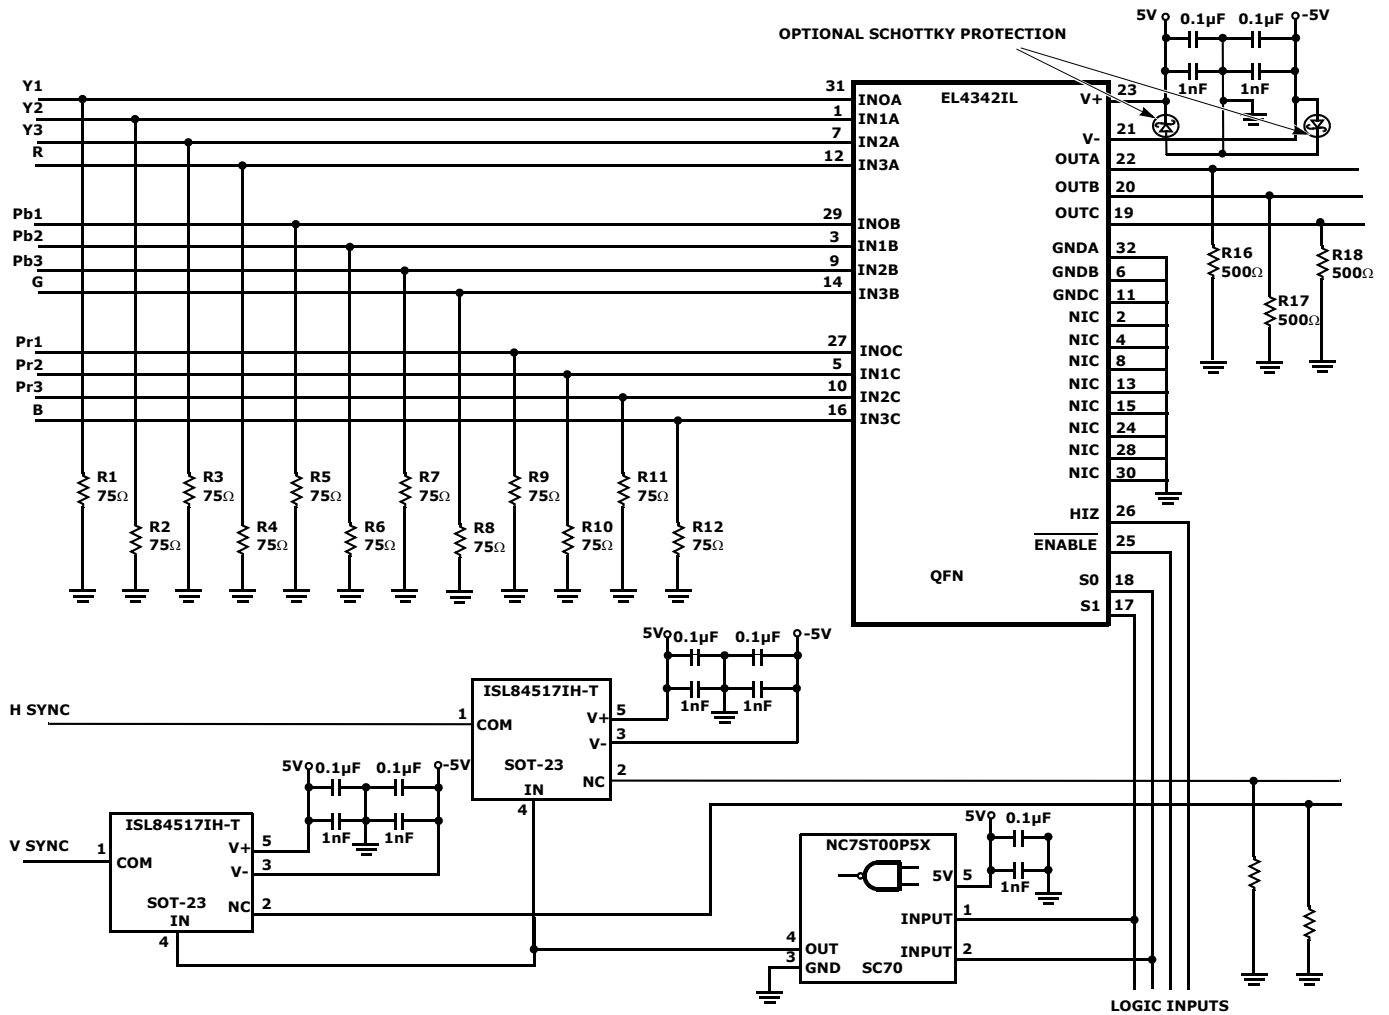 5V 0.1µF 0.1µF -5V
OPTIONAL SCHOTTKY PROTECTION
1nF 1nF
Y1 31 INOA
Y2 1 IN1A
Y3 7 IN2A
R 12 IN3A
Pb1 29 INOB
Pb2 3 IN1B
Pb3 9 IN2B
G 14 IN3B
Pr1 27 INOC
Pr2 5 IN1C
Pr3 10 IN2C
B 16 IN3C
EL4342IL
V+ 23
V- 21
OUTA 22
OUTB 20
OUTC 19
GNDA 32
GNDB 6
GNDC 11
NIC 2
NIC 4
NIC 8
NIC 13
NIC 15
NIC 24
NIC 28
NIC 30
HIZ 26
ENABLE 25
S0 18
S1 17
QFN
R16
500Ω
R17
500Ω
R18
500Ω
R1
75Ω
R2
75Ω
R3
75Ω
R4
75Ω
R5
75Ω
R6
75Ω
R7
75Ω
R8
75Ω
R9
75Ω
R10
75Ω
R11
75Ω
R12
75Ω
5V 0.1µF 0.1µF -5V
1nF 1nF
ISL84517IH-T
H SYNC 1 COM
V+ 5
V- 3
SOT-23
NC 2
IN
4
5V 0.1µF 0.1µF -5V
1nF 1nF
ISL84517IH-T
V SYNC 1 COM
V+ 5
V- 3
SOT-23
NC 2
IN
4
5V 0.1µF
1nF
NC7ST00P5X
5V 5
INPUT 1
INPUT 2
4 OUT
3 GND
SC70
LOGIC INPUTS